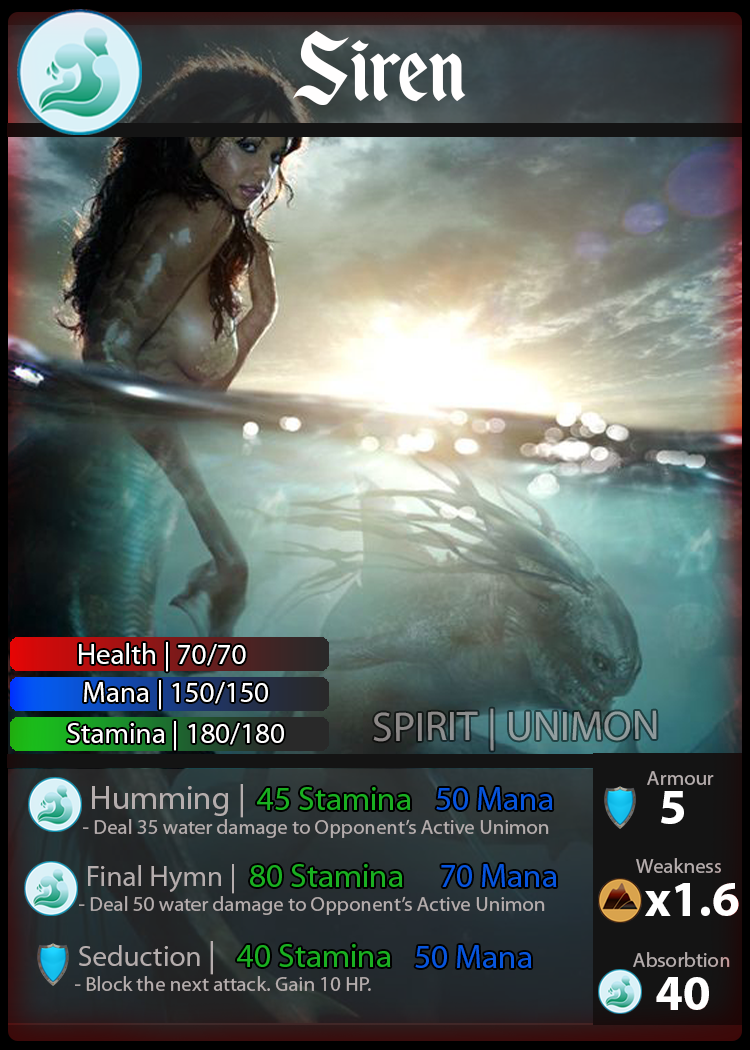 Siren
Health | 70/70
Mana | 150/150
Stamina | 180/180
SPIRIT | UNIMON
Humming | 45 Stamina 50 Mana
- Deal 35 water damage to Opponent's Active Unimon
Final Hymn | 80 Stamina 70 Mana
- Deal 50 water damage to Opponent's Active Unimon
Seduction | 40 Stamina 50 Mana
- Block the next attack. Gain 10 HP.
Armour
5
Weakness
x1.6
Absorbtion
40